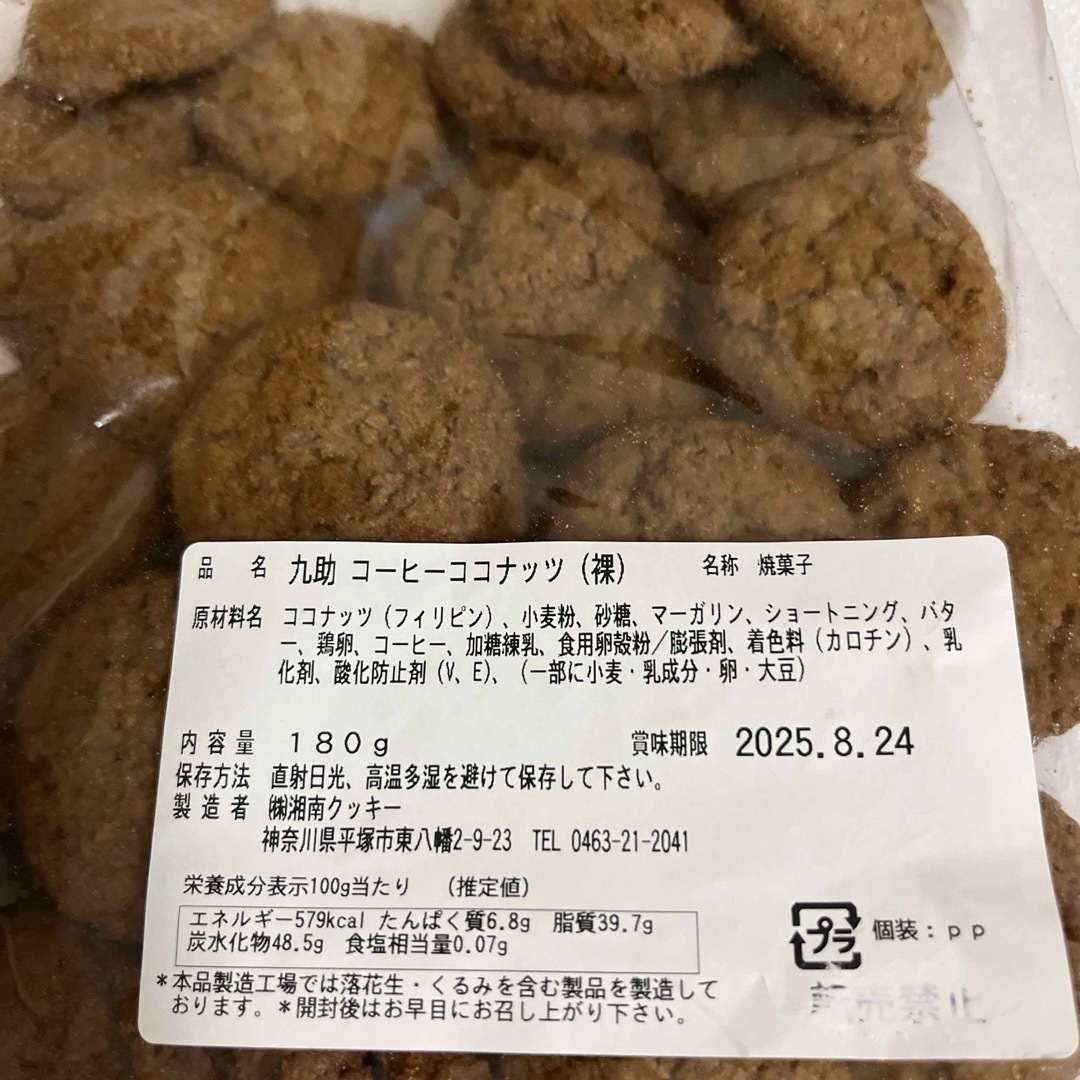 品名 九助 コーヒーココナッツ（裸） 名称 焼菓子
原材料名 ココナッツ（フィリピン）、小麦粉、砂糖、マーガリン、ショートニング、バタ
ー、鶏卵、コーヒー、加糖練乳、食用卵殻粉／膨張剤、着色料（カロチン）、乳
化剤、酸化防止剤（V、E）、（一部に小麦・乳成分・卵・大豆）
内容量 １８０ｇ 賞味期限 2025.8.24
保存方法 直射日光、高温多湿を避けて保存して下さい。
製造者 ㈱湘南クッキー
神奈川県平塚市東八幡2-9-23 TEL 0463-21-2041
栄養成分表示100g当たり （推定値）
エネルギー579kcal たんぱく質6.8g 脂質39.7g
炭水化物48.5g 食塩相当量0.07g
プラ 個装：ｐｐ
＊本品製造工場では落花生・くるみを含む製品を製造して
おります。＊開封後はお早目にお召し上がり下さい。
転売禁止